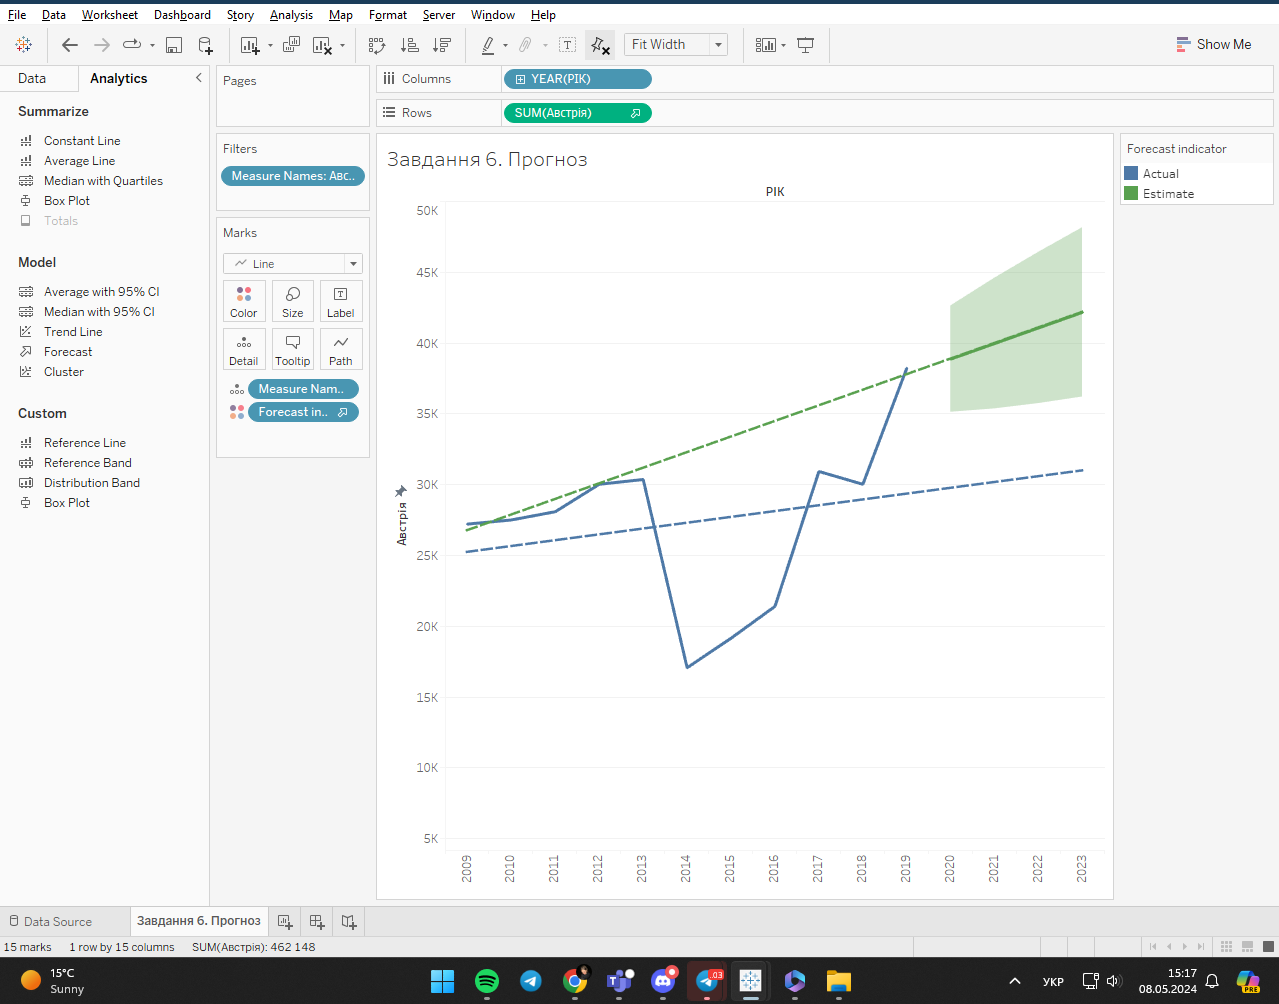 File Data Worksheet Dashboard Story Analysis Map Format Server Window Help
Fit Width
Show Me
Data Analytics
Summarize
Constant Line
Average Line
Median with Quartiles
Box Plot
Totals
Model
Average with 95% CI
Median with 95% CI
Trend Line
Forecast
Cluster
Custom
Reference Line
Reference Band
Distribution Band
Box Plot
Pages
Filters
Measure Names: Авс..
Marks
Line
Color Size Label
Detail Tooltip Path
Measure Nam..
Forecast in..
Columns YEAR(РІК)
Rows SUM(Австрія)
Завдання 6. Прогноз
РІК
50K
45K
40K
35K
30K
25K
20K
15K
10K
5K
Австрія
2009 2010 2011 2012 2013 2014 2015 2016 2017 2018 2019 2020 2021 2022 2023
Forecast indicator
Actual
Estimate
Data Source Завдання 6. Прогноз
15 marks 1 row by 15 columns SUM(Австрія): 462 148
15°C
Sunny
03
УКР
15:17
08.05.2024
PRE